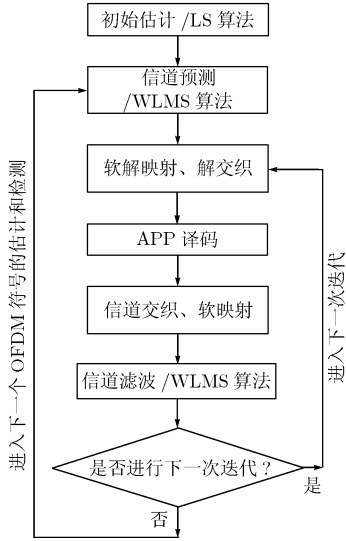 初始估计/LS 算法
信道预测
/WLMS 算法
软解映射、解交织
APP 译码
信道交织、软映射
信道滤波/WLMS 算法
是否进行下一次迭代?
是
否
进入下一个 OFDM 符号的估计和检测
进入下一次迭代